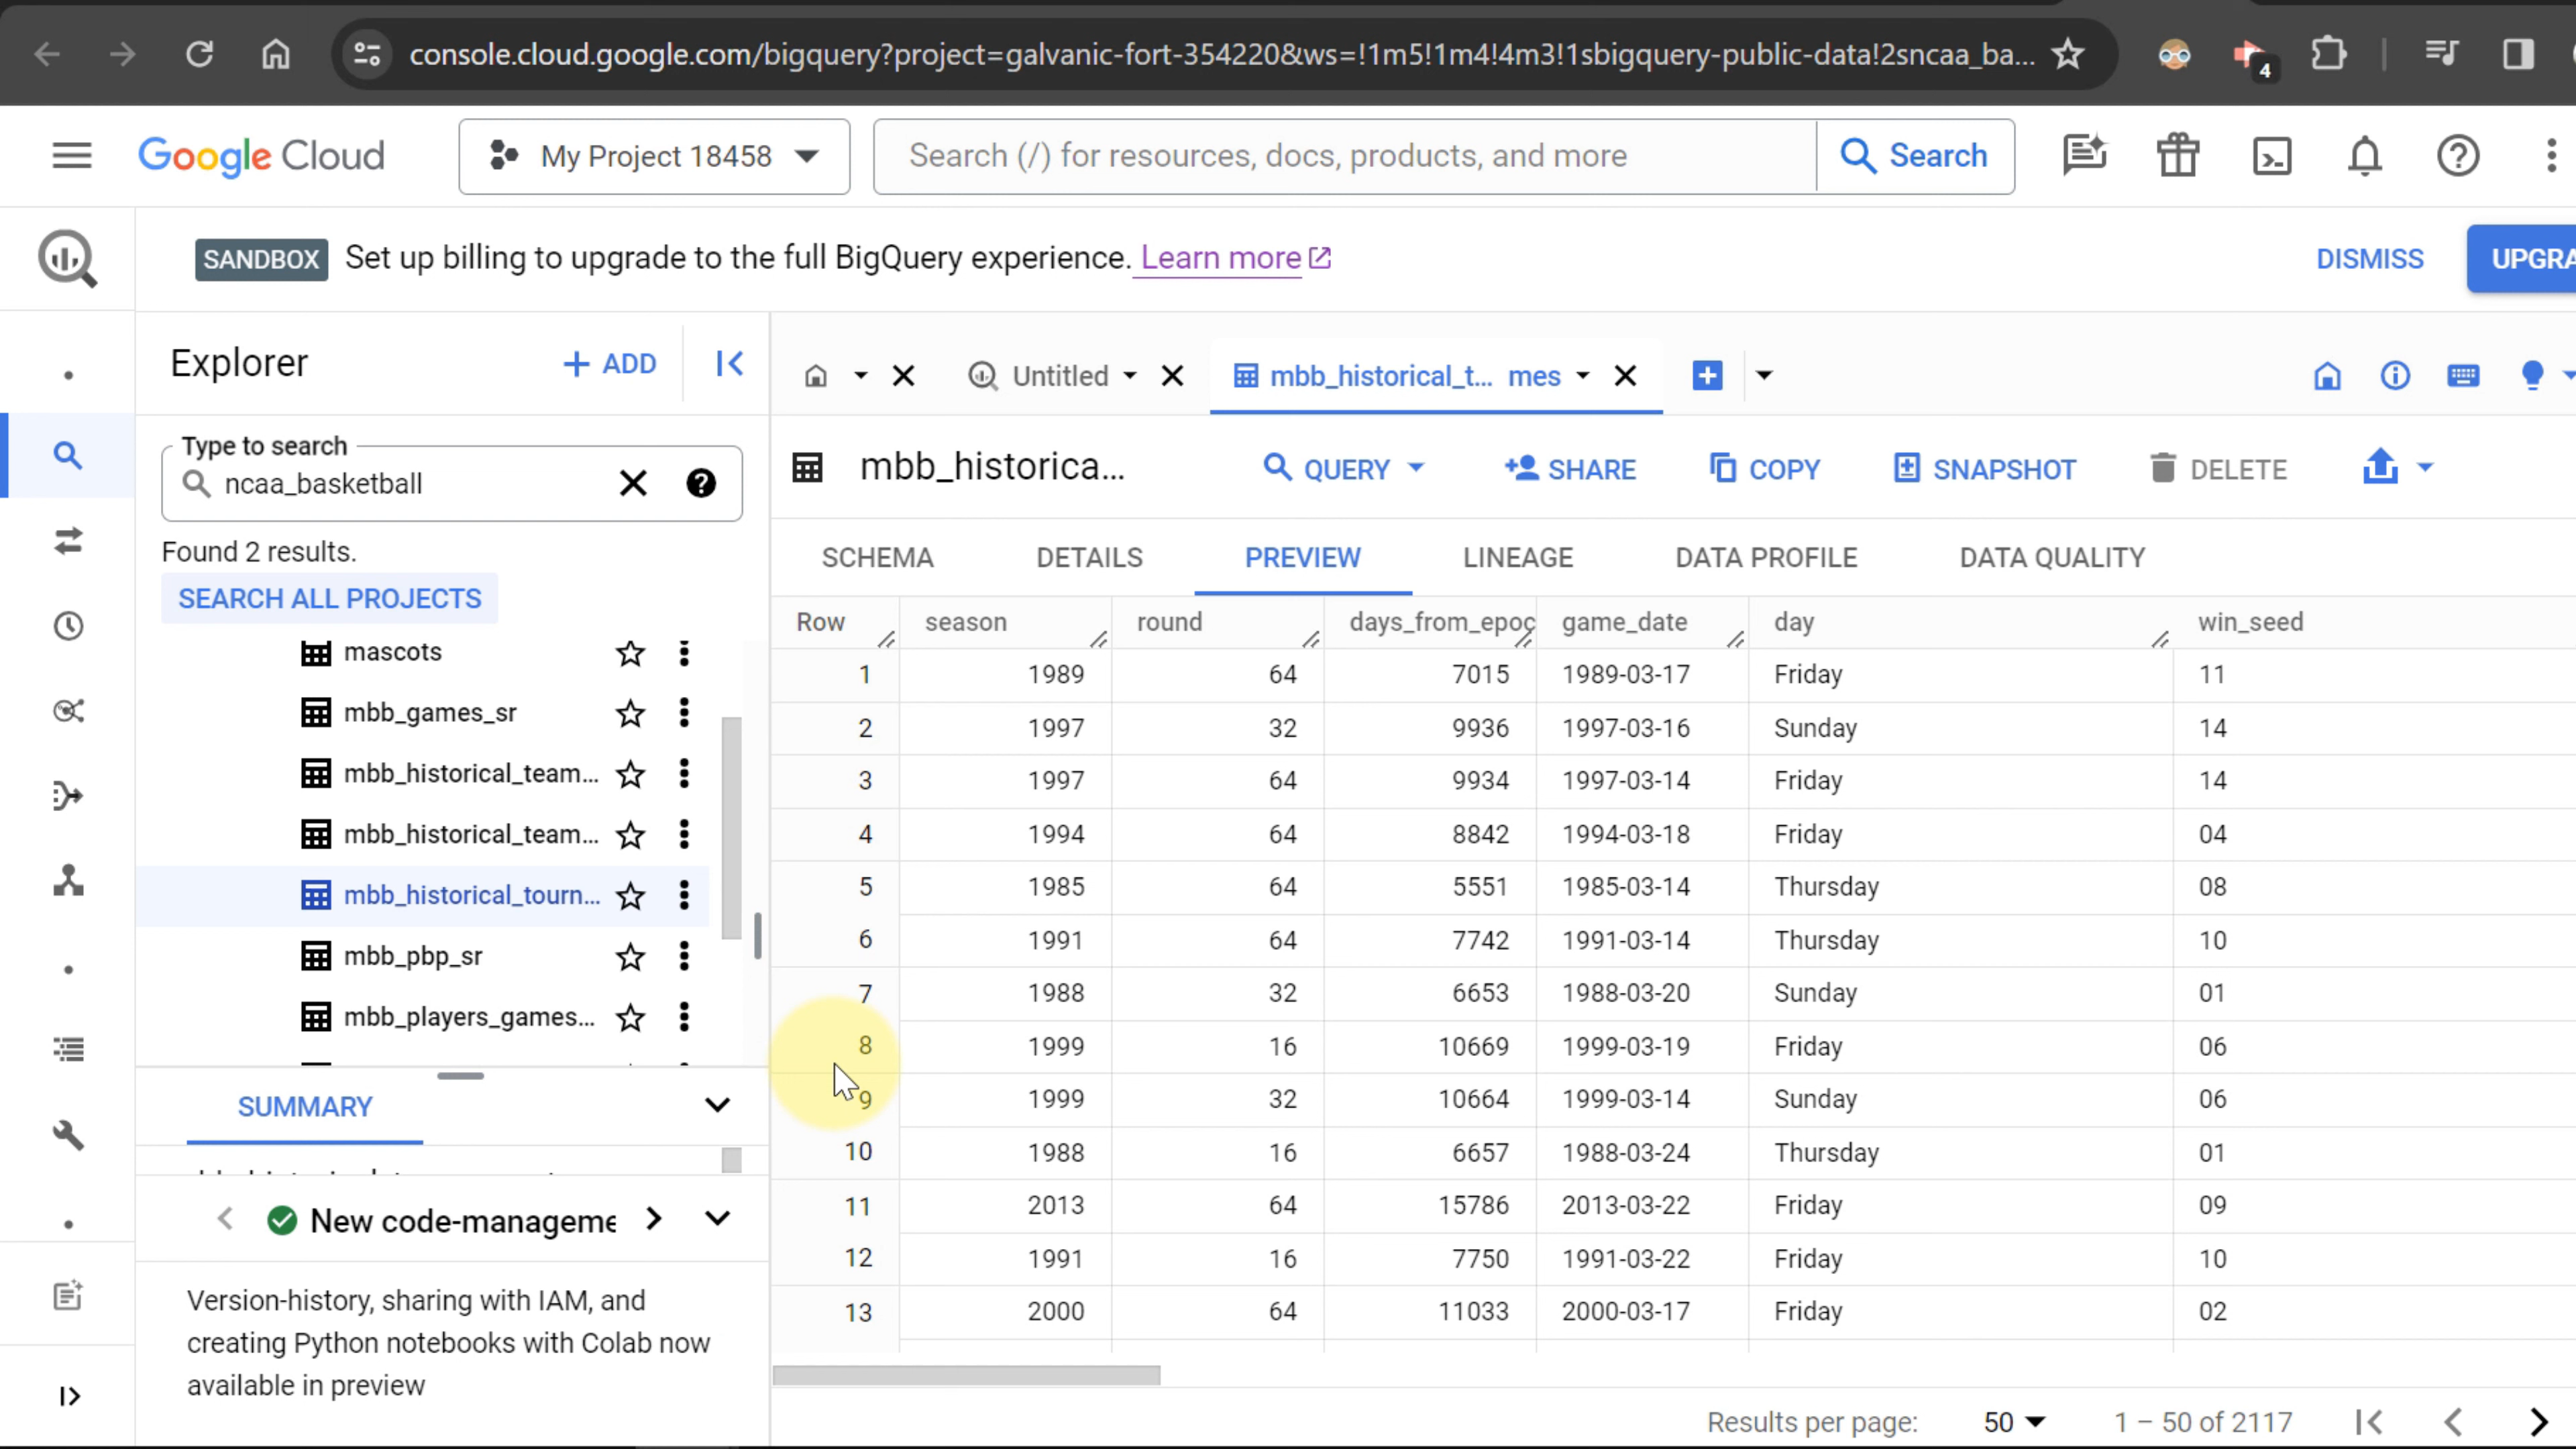 console.cloud.google.com/bigquery?project=galvanic-fort-354220&ws=!1m5!1m4!4m3!1sbigquery-public-data!2sncaa_ba...
4
Google Cloud
My Project 18458
Search (/) for resources, docs, products, and more
Search
SANDBOX Set up billing to upgrade to the full BigQuery experience. Learn more
DISMISS
UPGRA
Explorer
+ ADD
Untitled
mbb_historical_t... mes
Type to search
ncaa_basketball
mbb_historica...
QUERY
SHARE
COPY
SNAPSHOT
DELETE
Found 2 results.
SEARCH ALL PROJECTS
SCHEMA DETAILS PREVIEW LINEAGE DATA PROFILE DATA QUALITY
mascots
mbb_games_sr
mbb_historical_team...
mbb_historical_team...
mbb_historical_tourn...
mbb_pbp_sr
mbb_players_games...
Row season round days_from_epoc game_date day win_seed
1 1989 64 7015 1989-03-17 Friday 11
2 1997 32 9936 1997-03-16 Sunday 14
3 1997 64 9934 1997-03-14 Friday 14
4 1994 64 8842 1994-03-18 Friday 04
5 1985 64 5551 1985-03-14 Thursday 08
6 1991 64 7742 1991-03-14 Thursday 10
7 1988 32 6653 1988-03-20 Sunday 01
8 1999 16 10669 1999-03-19 Friday 06
9 1999 32 10664 1999-03-14 Sunday 06
10 1988 16 6657 1988-03-24 Thursday 01
11 2013 64 15786 2013-03-22 Friday 09
12 1991 16 7750 1991-03-22 Friday 10
13 2000 64 11033 2000-03-17 Friday 02
SUMMARY
New code-manageme
Version-history, sharing with IAM, and
creating Python notebooks with Colab now
available in preview
Results per page: 50 1 – 50 of 2117